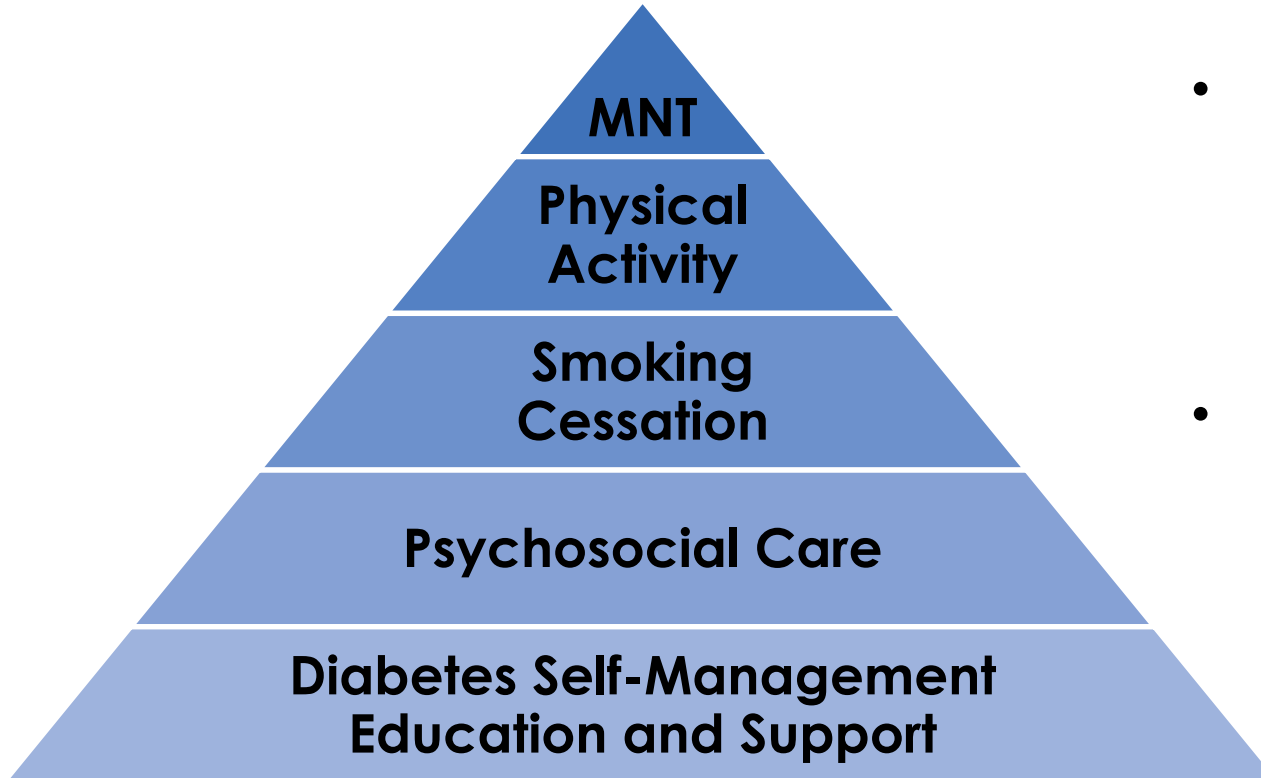 MNT
Physical
Activity
Smoking
Cessation
Psychosocial Care
Diabetes Self-Management
Education and Support